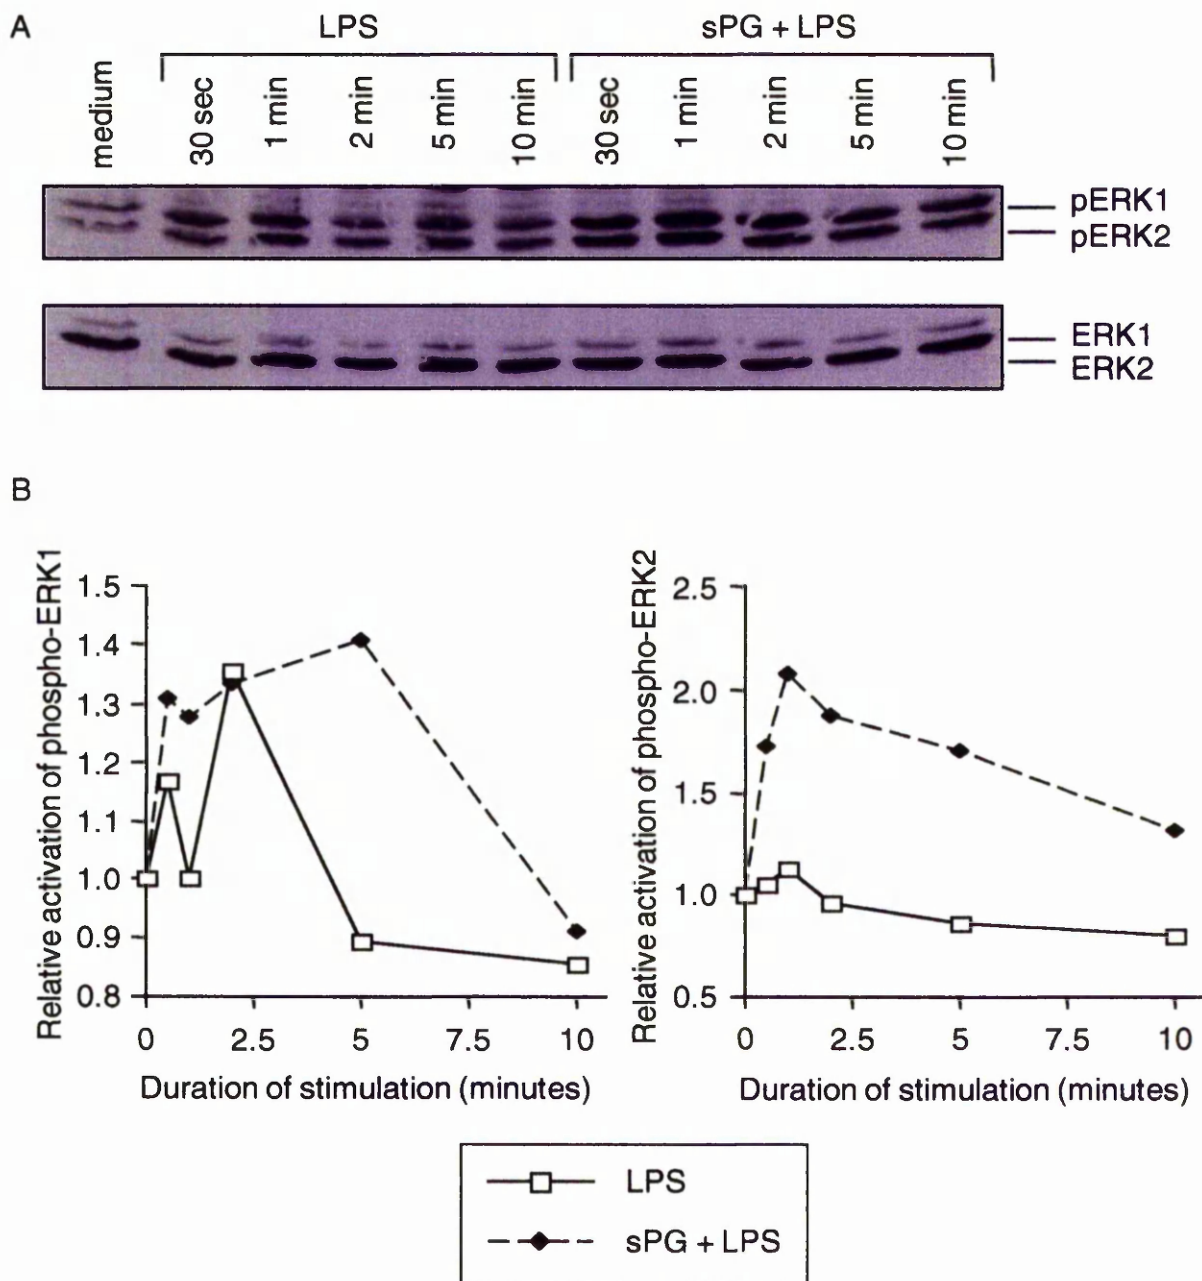 A
LPS
sPG + LPS
medium
30 sec
1 min
2 min
5 min
10 min
30 sec
1 min
2 min
5 min
10 min
pERK1
pERK2
ERK1
ERK2
B
Relative activation of phospho-ERK1
1.5
1.4
1.3
1.2
1.1
1.0
0.9
0.8
0
2.5
5
7.5
10
Duration of stimulation (minutes)
Relative activation of phospho-ERK2
2.5
2.0
1.5
1.0
0.5
0
2.5
5
7.5
10
Duration of stimulation (minutes)
LPS
sPG + LPS